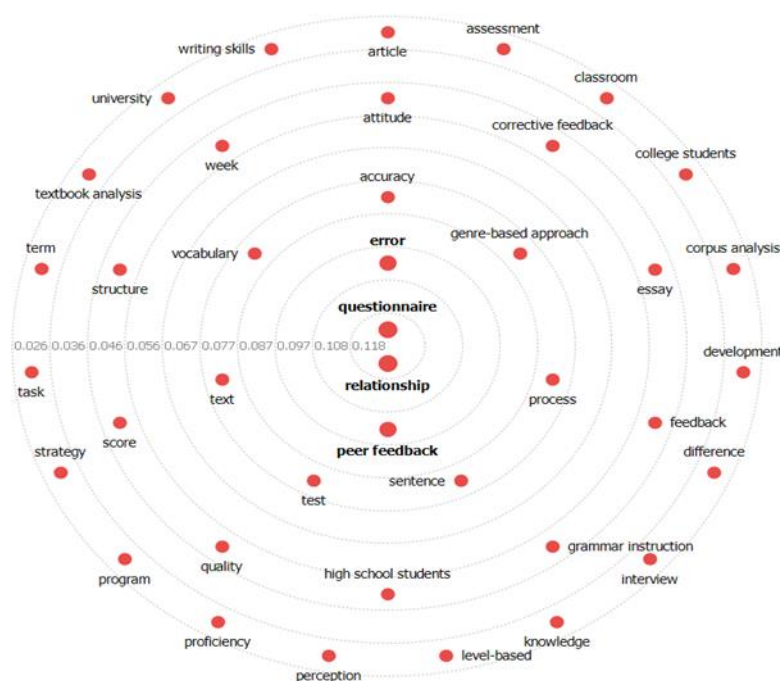 assessment
writing skills
article
classroom
university
attitude
corrective feedback
week
college students
textbook analysis
accuracy
term
vocabulary
error
genre-based approach
corpus analysis
structure
essay
questionnaire
0.026 0.036 0.046 0.056 0.067 0.077 0.087 0.097 0.108 0.118
development
task
relationship
text
process
strategy
score
peer feedback
feedback
difference
test
sentence
program
quality
high school students
grammar instruction
interview
proficiency
knowledge
perception
level-based